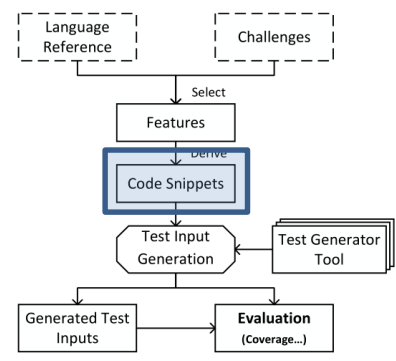 Language
Reference
Challenges
Select
Features
Derive
Code Snippets
Test Input
Generation
Test Generator
Tool
Generated Test
Inputs
Evaluation
(Coverage...)